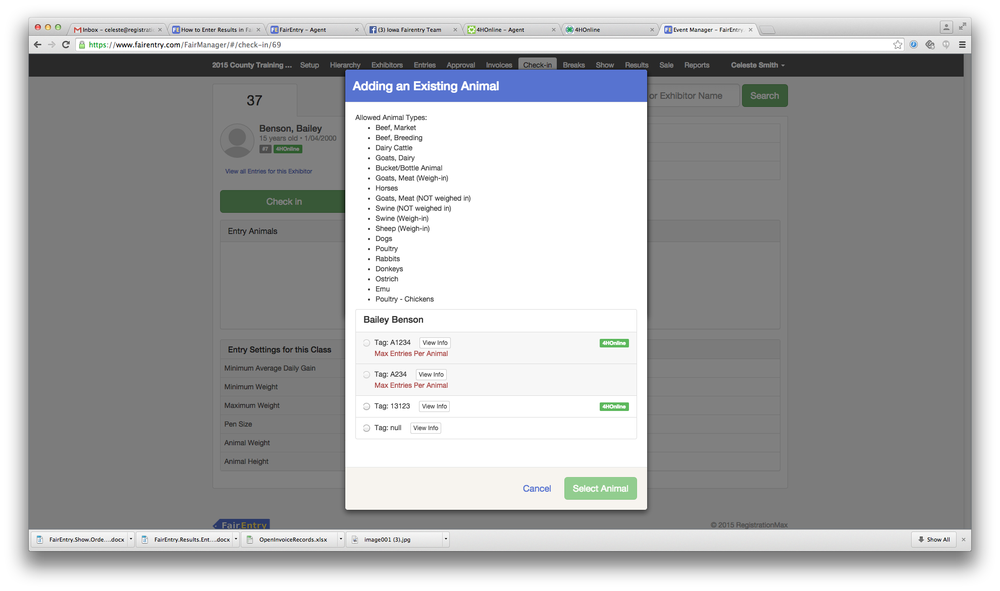 Inbox – celeste@registratio
How to Enter Results in Fai
FairEntry – Agent
(3) Iowa Fairentry Team
4HOnline – Agent
4HOnline
Event Manager – FairEntry.
https://www.fairentry.com/FairManager/#/check-in/69
2015 County Training ... Setup Hierarchy Exhibitors Entries Approval Invoices Check-in Breaks Show Results Sale Reports Celeste Smith
37
or Exhibitor Name
Search
Benson, Bailey
15 years old • 1/04/2000
#7 4HOnline
View all Entries for this Exhibitor
Check in
Entry Animals
Entry Settings for this Class
Minimum Average Daily Gain
Minimum Weight
Maximum Weight
Pen Size
Animal Weight
Animal Height
Adding an Existing Animal
Allowed Animal Types:
• Beef, Market
• Beef, Breeding
• Dairy Cattle
• Goats, Dairy
• Bucket/Bottle Animal
• Goats, Meat (Weigh-in)
• Horses
• Goats, Meat (NOT weighed in)
• Swine (NOT weighed in)
• Swine (Weigh-in)
• Sheep (Weigh-in)
• Dogs
• Poultry
• Rabbits
• Donkeys
• Ostrich
• Emu
• Poultry - Chickens
Bailey Benson
Tag: A1234 View Info 4HOnline
Max Entries Per Animal
Tag: A234 View Info
Max Entries Per Animal
Tag: 13123 View Info 4HOnline
Tag: null View Info
Cancel Select Animal
FairEntry
© 2015 RegistrationMax
FairEntry.Show.Orde....docx
FairEntry.Results.Ent....docx
OpenInvoiceRecords.xlsx
image001 (3).jpg
Show All